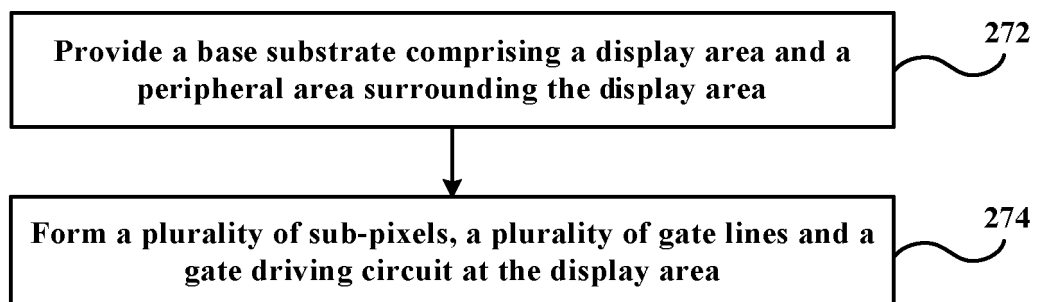 Provide a base substrate comprising a display area and a
peripheral area surrounding the display area
272
Form a plurality of sub-pixels, a plurality of gate lines and a
gate driving circuit at the display area
274